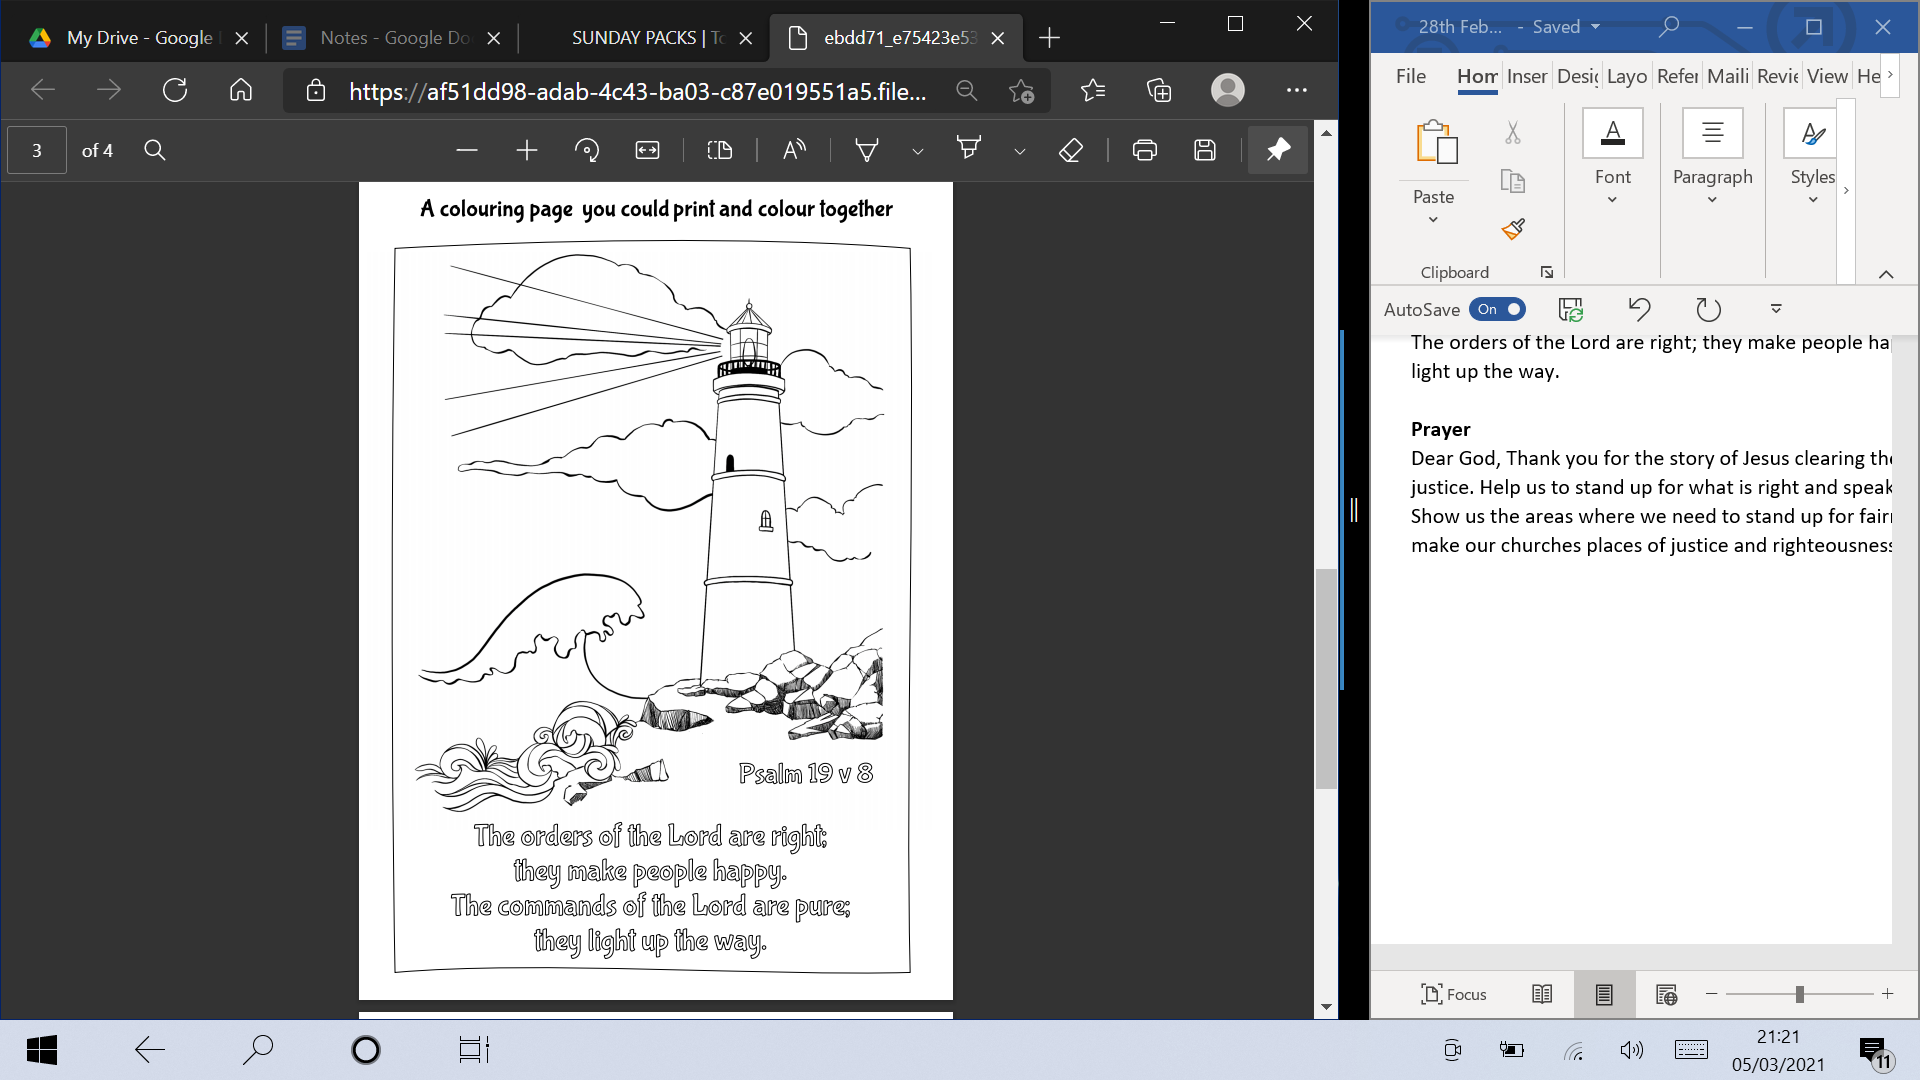 My Drive - Google
Notes - Google Do
SUNDAY PACKS | To
ebdd71_e75423e53
https://af51dd98-adab-4c43-ba03-c87e019551a5.file...
3 of 4
A colouring page you could print and colour together
Psalm 19 v 8
The orders of the Lord are right;
they make people happy.
The commands of the Lord are pure;
they light up the way.
28th Feb... - Saved
File Hom Inser Desig Layo Refer Maili Revie View He
Paste
Clipboard
Font
Paragraph
Styles
AutoSave On
The orders of the Lord are right; they make people ha
light up the way.
Prayer
Dear God, Thank you for the story of Jesus clearing the
justice. Help us to stand up for what is right and speak
Show us the areas where we need to stand up for fair
make our churches places of justice and righteousness
Focus
21:21
05/03/2021
11